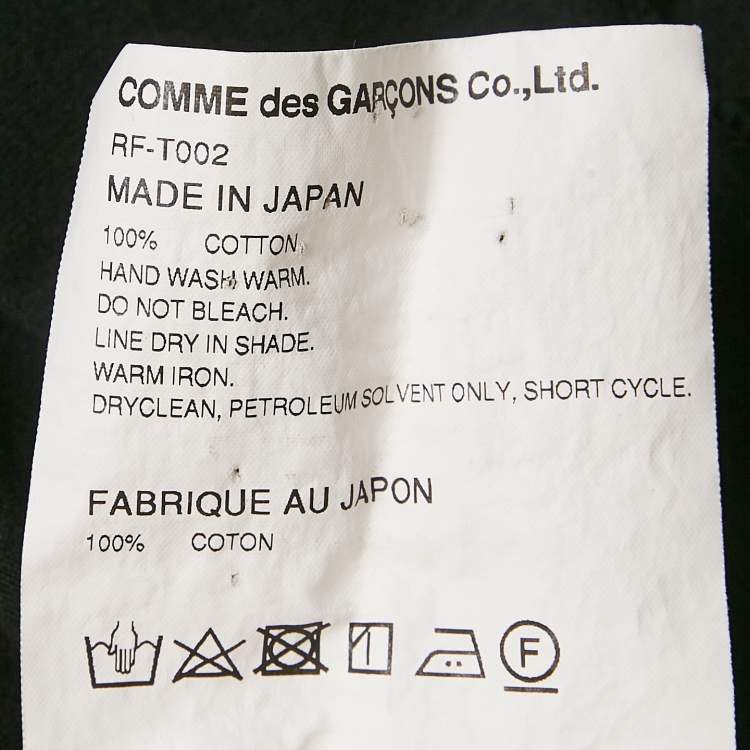 COMME des GARÇONS Co.,Ltd.
RF-T002
MADE IN JAPAN
100% COTTON
HAND WASH WARM.
DO NOT BLEACH.
LINE DRY IN SHADE.
WARM IRON.
DRYCLEAN, PETROLEUM SOLVENT ONLY, SHORT CYCLE.
FABRIQUE AU JAPON
100% COTON
F